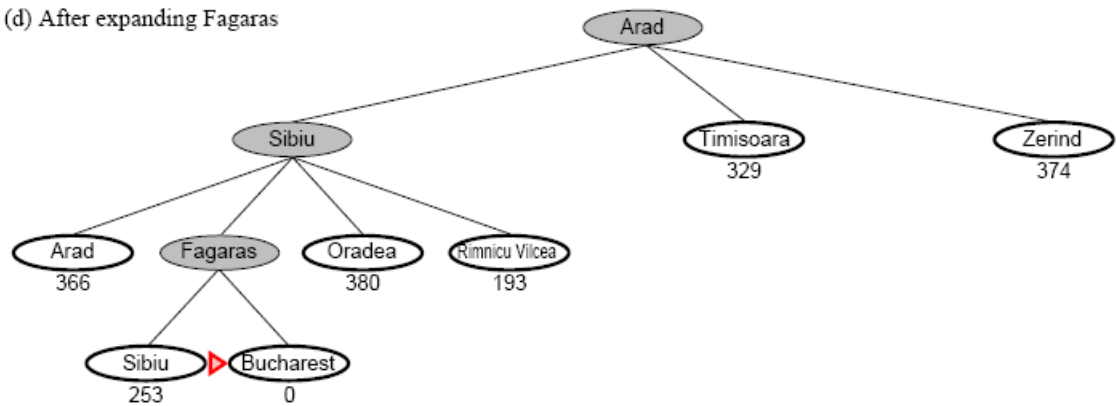 (d) After expanding Fagaras
Arad
Sibiu
Timisoara
329
Zerind
374
Arad
366
Fagaras
Oradea
380
Rimnicu Vilcea
193
Sibiu
253
Bucharest
0